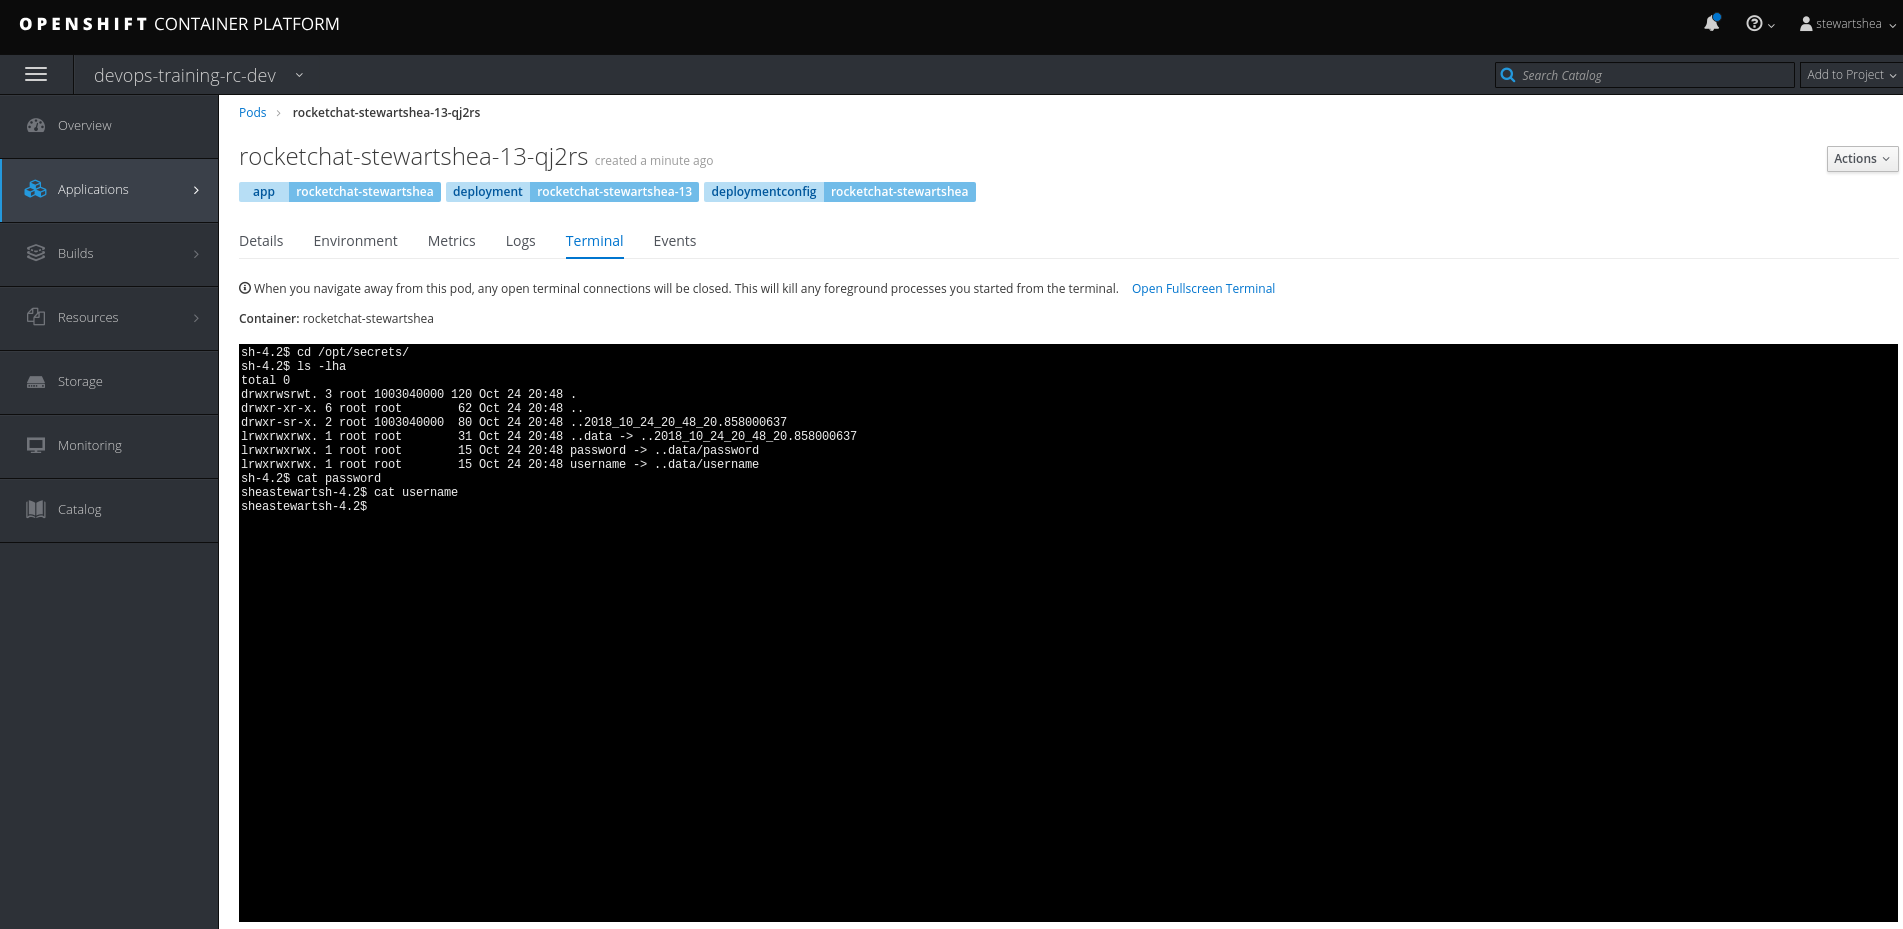 OPENSHIFT CONTAINER PLATFORM
stewartshea
devops-training-rc-dev
Search Catalog
Add to Project
Overview
Applications
Builds
Resources
Storage
Monitoring
Catalog
Pods rocketchat-stewartshea-13-qj2rs
rocketchat-stewartshea-13-qj2rs created a minute ago
Actions
app rocketchat-stewartshea deployment rocketchat-stewartshea-13 deploymentconfig rocketchat-stewartshea
Details Environment Metrics Logs Terminal Events
When you navigate away from this pod, any open terminal connections will be closed. This will kill any foreground processes you started from the terminal. Open Fullscreen Terminal
Container: rocketchat-stewartshea
sh-4.2$ cd /opt/secrets/
sh-4.2$ ls -lha
total 0
drwxrwsrwt. 3 root 1003040000 120 Oct 24 20:48 .
drwxr-xr-x. 6 root root        62 Oct 24 20:48 ..
drwxr-sr-x. 2 root 1003040000  80 Oct 24 20:48 ..2018_10_24_20_48_20.858000637
lrwxrwxrwx. 1 root root        31 Oct 24 20:48 ..data -> ..2018_10_24_20_48_20.858000637
lrwxrwxrwx. 1 root root        15 Oct 24 20:48 password -> ..data/password
lrwxrwxrwx. 1 root root        15 Oct 24 20:48 username -> ..data/username
sh-4.2$ cat password
sheastewartsh-4.2$ cat username
sheastewartsh-4.2$